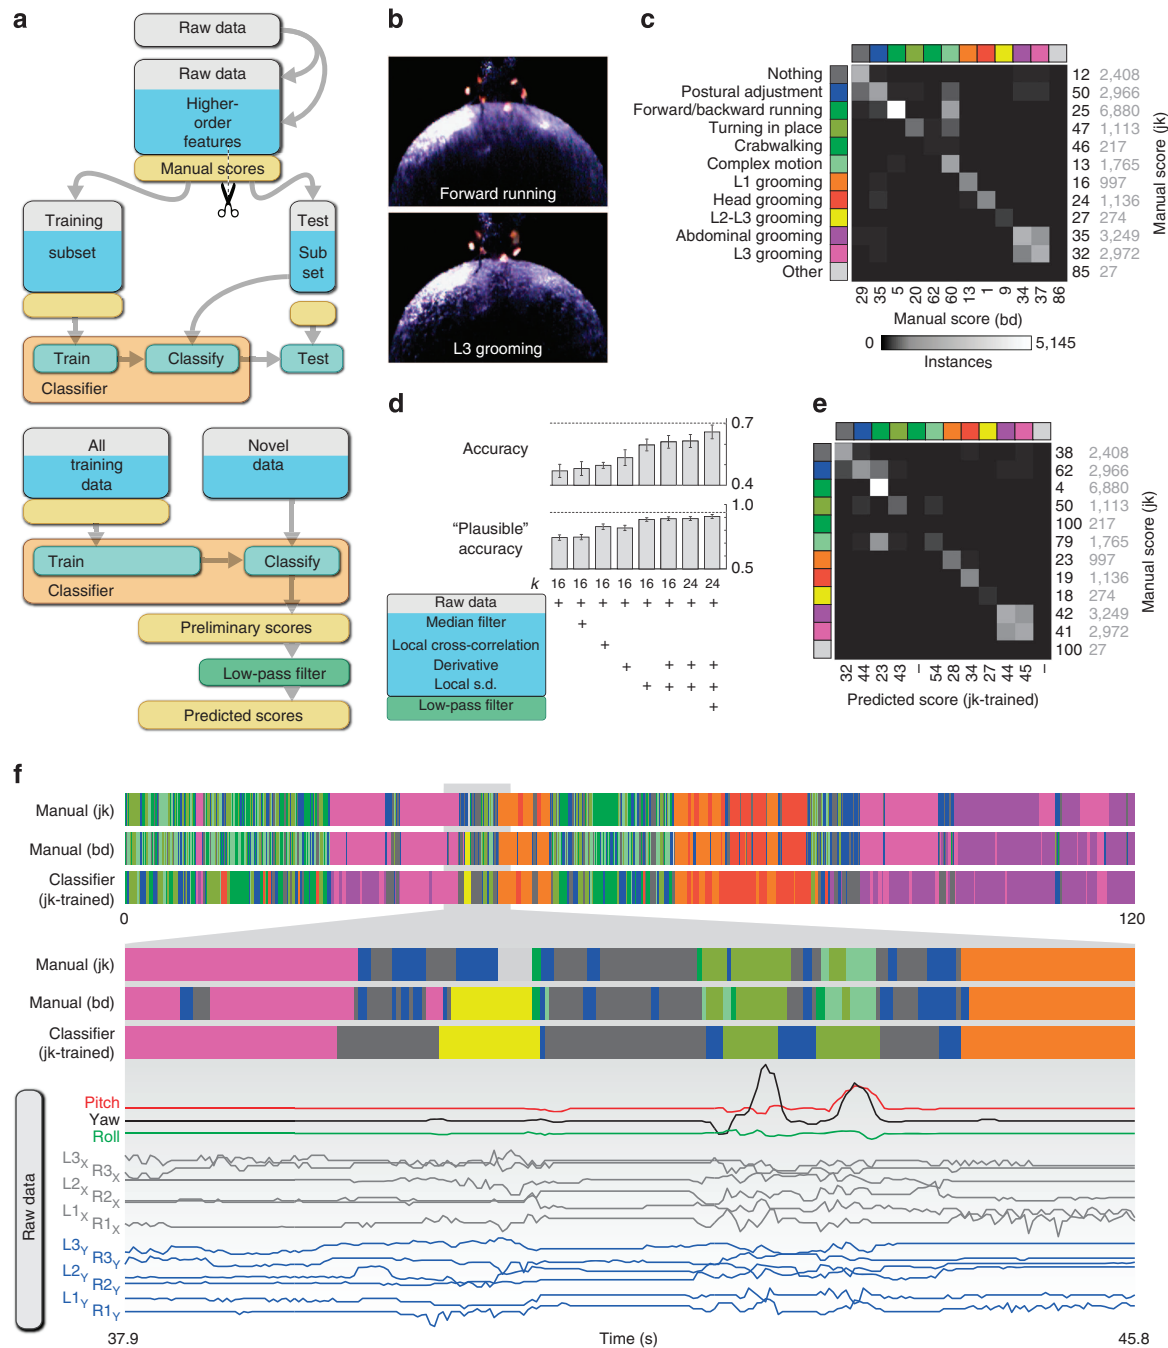 a
Raw data
Raw data
Higher-
order
features
Manual scores
Training
subset
Test
Sub
set
Train
Classify
Test
Classifier
All
training
data
Novel
data
Train
Classify
Classifier
Preliminary scores
Low-pass filter
Predicted scores
b
Forward running
L3 grooming
c
Nothing
Postural adjustment
Forward/backward running
Turning in place
Crabwalking
Complex motion
L1 grooming
Head grooming
L2-L3 grooming
Abdominal grooming
L3 grooming
Other
12 2,408
50 2,966
25 6,880
47 1,113
46 217
13 1,765
16 997
24 1,136
27 274
35 3,249
32 2,972
85 27
Manual score (jk)
29 35 5 20 62 60 13 1 9 34 37 86
Manual score (bd)
0 5,145
Instances
d
Accuracy
0.7
0.4
"Plausible"
accuracy
1.0
0.5
k 16 16 16 16 16 16 24 24
Raw data + + + + + + + +
Median filter +
Local cross-correlation +
Derivative + + + +
Local s.d. + + + +
Low-pass filter +
e
38 2,408
62 2,966
4 6,880
50 1,113
100 217
79 1,765
23 997
19 1,136
18 274
42 3,249
41 2,972
100 27
Manual score (jk)
32 44 23 43 – 54 28 34 27 44 45 –
Predicted score (jk-trained)
f
Manual (jk)
Manual (bd)
Classifier
(jk-trained)
0 120
Manual (jk)
Manual (bd)
Classifier
(jk-trained)
Raw data
Pitch
Yaw
Roll
L3X
R3X
L2X
R2X
L1X
R1X
L3Y
R3Y
L2Y
R2Y
L1Y
R1Y
37.9 Time (s) 45.8